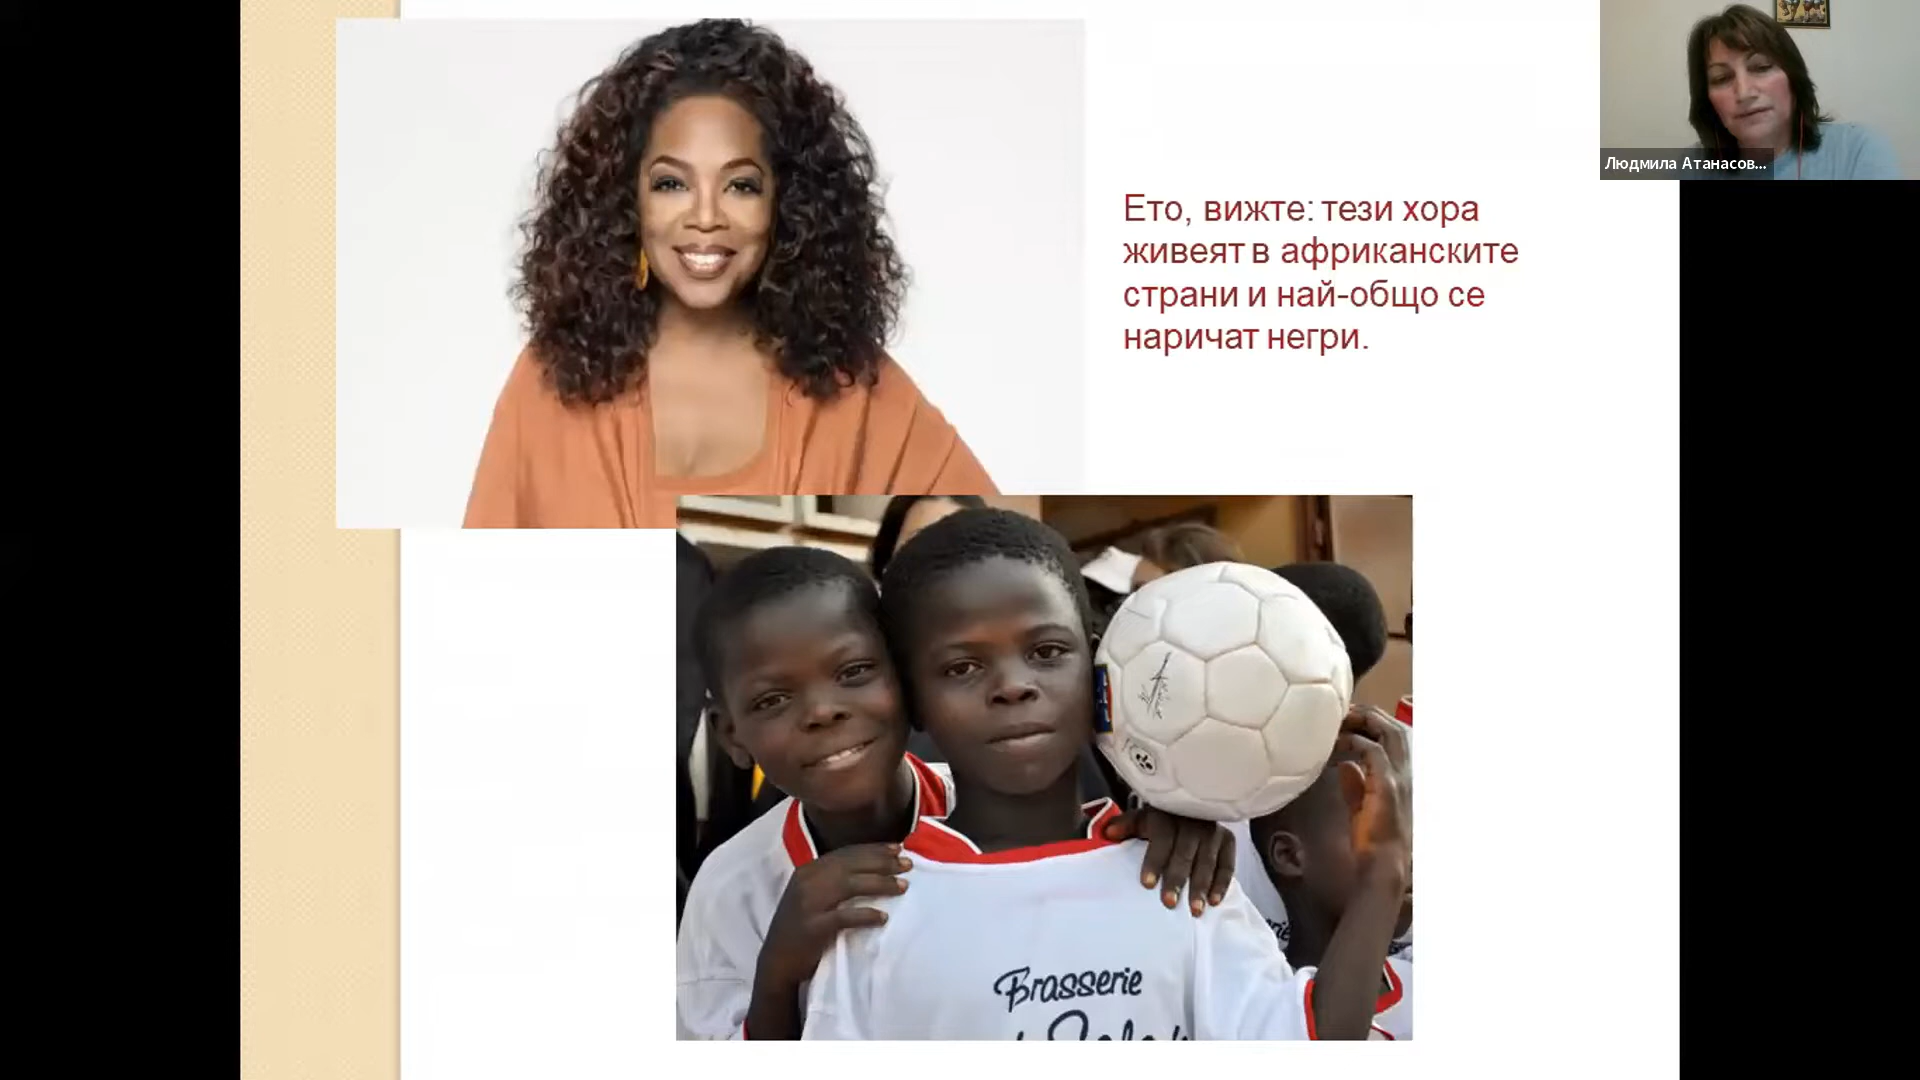 Людмила Атанасов...
Ето, вижте: тези хора
живеят в африканските
страни и най-общо се
наричат негри.
Brasserie